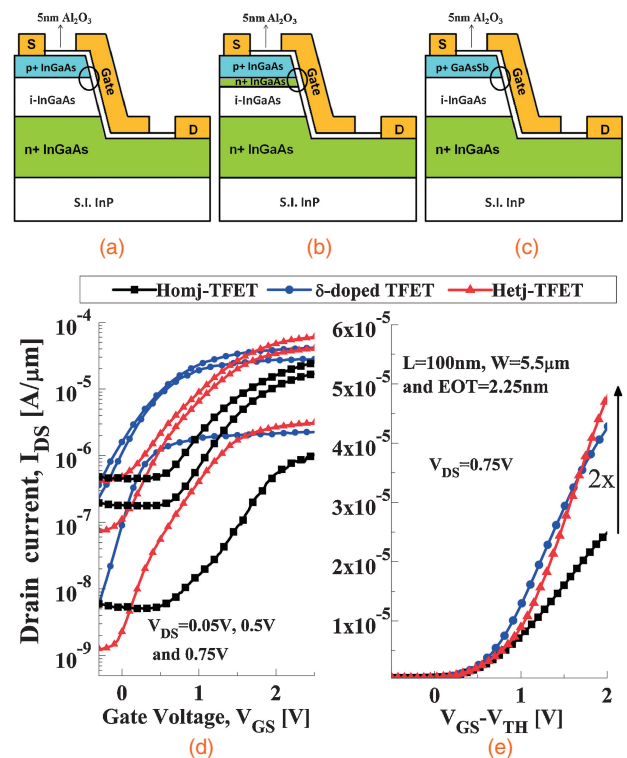 5nm Al₂O₃
S
p+ InGaAs
Gate
i-InGaAs
D
n+ InGaAs
S.I. InP
(a)
5nm Al₂O₃
S
p+ InGaAs
n+ InGaAs
Gate
i-InGaAs
D
n+ InGaAs
S.I. InP
(b)
5nm Al₂O₃
S
p+ GaAsSb
Gate
i-InGaAs
D
n+ InGaAs
S.I. InP
(c)
Homj-TFET δ-doped TFET Hetj-TFET
Drain current, I_DS [A/μm]
10⁻⁴
10⁻⁵
10⁻⁶
10⁻⁷
10⁻⁸
10⁻⁹
V_DS=0.05V, 0.5V
and 0.75V
0 1 2
Gate Voltage, V_GS [V]
(d)
6x10⁻⁵
5x10⁻⁵
4x10⁻⁵
3x10⁻⁵
2x10⁻⁵
1x10⁻⁵
L=100nm, W=5.5μm
and EOT=2.25nm
V_DS=0.75V
2x
0 1 2
V_GS-V_TH [V]
(e)